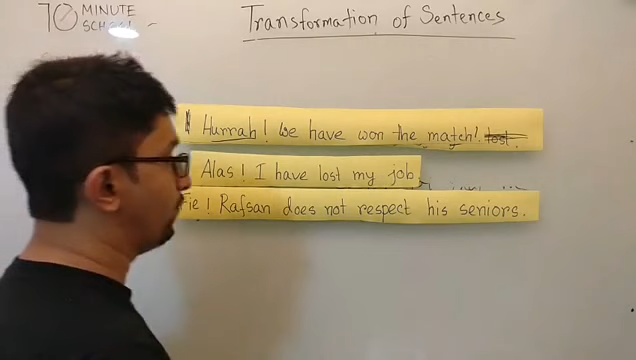 10 MINUTE
SCHOOL
Transformation of Sentences
Hurrah! We have won the match!
Alas! I have lost my job
Fie! Rafsan does not respect his seniors.